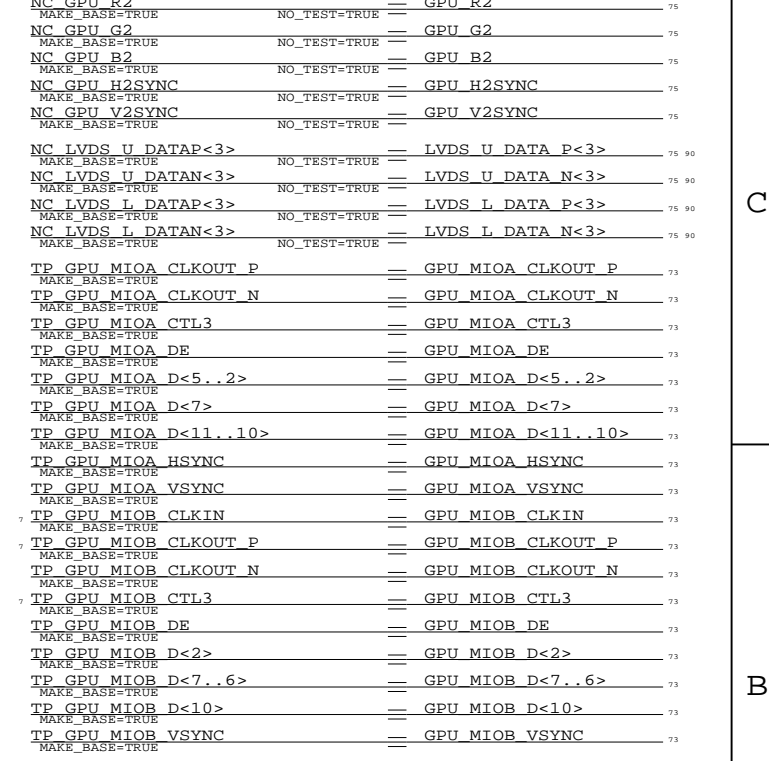 NC_GPU_R2 GPU_R2 75
MAKE_BASE=TRUE NO_TEST=TRUE
NC_GPU_G2 GPU_G2 75
MAKE_BASE=TRUE NO_TEST=TRUE
NC_GPU_B2 GPU_B2 75
MAKE_BASE=TRUE NO_TEST=TRUE
NC_GPU_H2SYNC GPU_H2SYNC 75
MAKE_BASE=TRUE NO_TEST=TRUE
NC_GPU_V2SYNC GPU_V2SYNC 75
MAKE_BASE=TRUE NO_TEST=TRUE
NC_LVDS_U_DATAP<3> LVDS_U_DATA_P<3> 75 90
MAKE_BASE=TRUE NO_TEST=TRUE
NC_LVDS_U_DATAN<3> LVDS_U_DATA_N<3> 75 90
MAKE_BASE=TRUE NO_TEST=TRUE
NC_LVDS_L_DATAP<3> LVDS_L_DATA_P<3> 75 90
C
MAKE_BASE=TRUE NO_TEST=TRUE
NC_LVDS_L_DATAN<3> LVDS_L_DATA_N<3> 75 90
MAKE_BASE=TRUE NO_TEST=TRUE
TP_GPU_MIOA_CLKOUT_P GPU_MIOA_CLKOUT_P 73
MAKE_BASE=TRUE
TP_GPU_MIOA_CLKOUT_N GPU_MIOA_CLKOUT_N 73
MAKE_BASE=TRUE
TP_GPU_MIOA_CTL3 GPU_MIOA_CTL3 73
MAKE_BASE=TRUE
TP_GPU_MIOA_DE GPU_MIOA_DE 73
MAKE_BASE=TRUE
TP_GPU_MIOA_D<5..2> GPU_MIOA_D<5..2> 73
MAKE_BASE=TRUE
TP_GPU_MIOA_D<7> GPU_MIOA_D<7> 73
MAKE_BASE=TRUE
TP_GPU_MIOA_D<11..10> GPU_MIOA_D<11..10> 73
MAKE_BASE=TRUE
TP_GPU_MIOA_HSYNC GPU_MIOA_HSYNC 73
MAKE_BASE=TRUE
TP_GPU_MIOA_VSYNC GPU_MIOA_VSYNC 73
MAKE_BASE=TRUE
7 TP_GPU_MIOB_CLKIN GPU_MIOB_CLKIN 73
MAKE_BASE=TRUE
7 TP_GPU_MIOB_CLKOUT_P GPU_MIOB_CLKOUT_P 73
MAKE_BASE=TRUE
TP_GPU_MIOB_CLKOUT_N GPU_MIOB_CLKOUT_N 73
MAKE_BASE=TRUE
7 TP_GPU_MIOB_CTL3 GPU_MIOB_CTL3 73
MAKE_BASE=TRUE
TP_GPU_MIOB_DE GPU_MIOB_DE 73
MAKE_BASE=TRUE
TP_GPU_MIOB_D<2> GPU_MIOB_D<2> 73
MAKE_BASE=TRUE
TP_GPU_MIOB_D<7..6> GPU_MIOB_D<7..6> 73
B
MAKE_BASE=TRUE
TP_GPU_MIOB_D<10> GPU_MIOB_D<10> 73
MAKE_BASE=TRUE
TP_GPU_MIOB_VSYNC GPU_MIOB_VSYNC 73
MAKE_BASE=TRUE